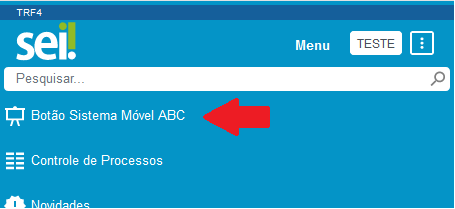 TRF4
sei!
Menu
TESTE
Pesquisar...
Botão Sistema Móvel ABC
Controle de Processos
Novidades